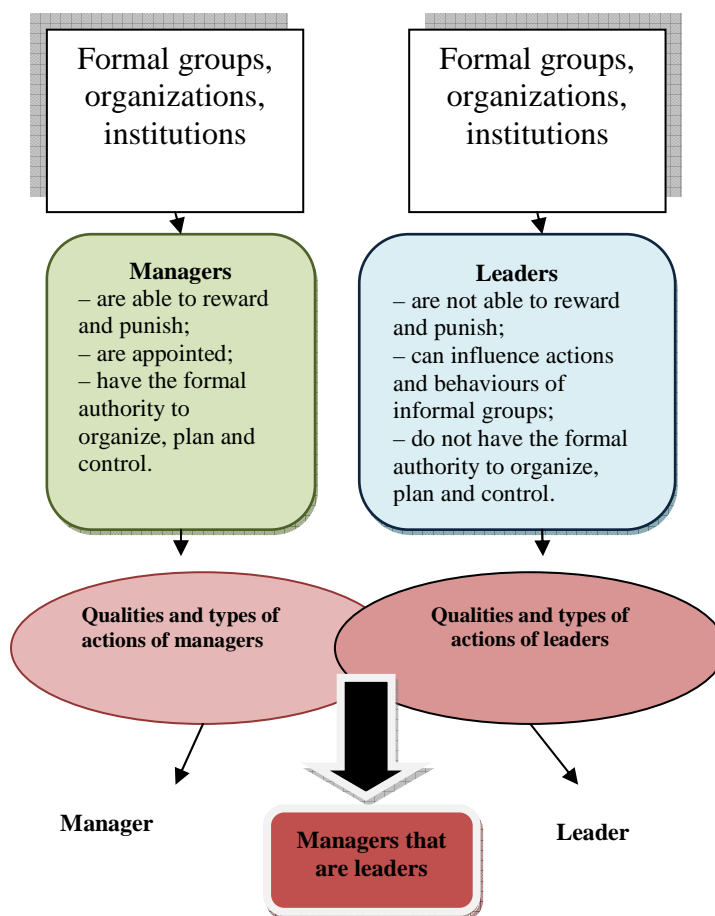 Formal groups,
organizations,
institutions
Formal groups,
organizations,
institutions
Managers
– are able to reward
and punish;
– are appointed;
– have the formal
authority to
organize, plan and
control.
Leaders
– are not able to reward
and punish;
– can influence actions
and behaviours of
informal groups;
– do not have the formal
authority to organize,
plan and control.
Qualities and types of
actions of managers
Qualities and types of
actions of leaders
Manager
Managers that
are leaders
Leader